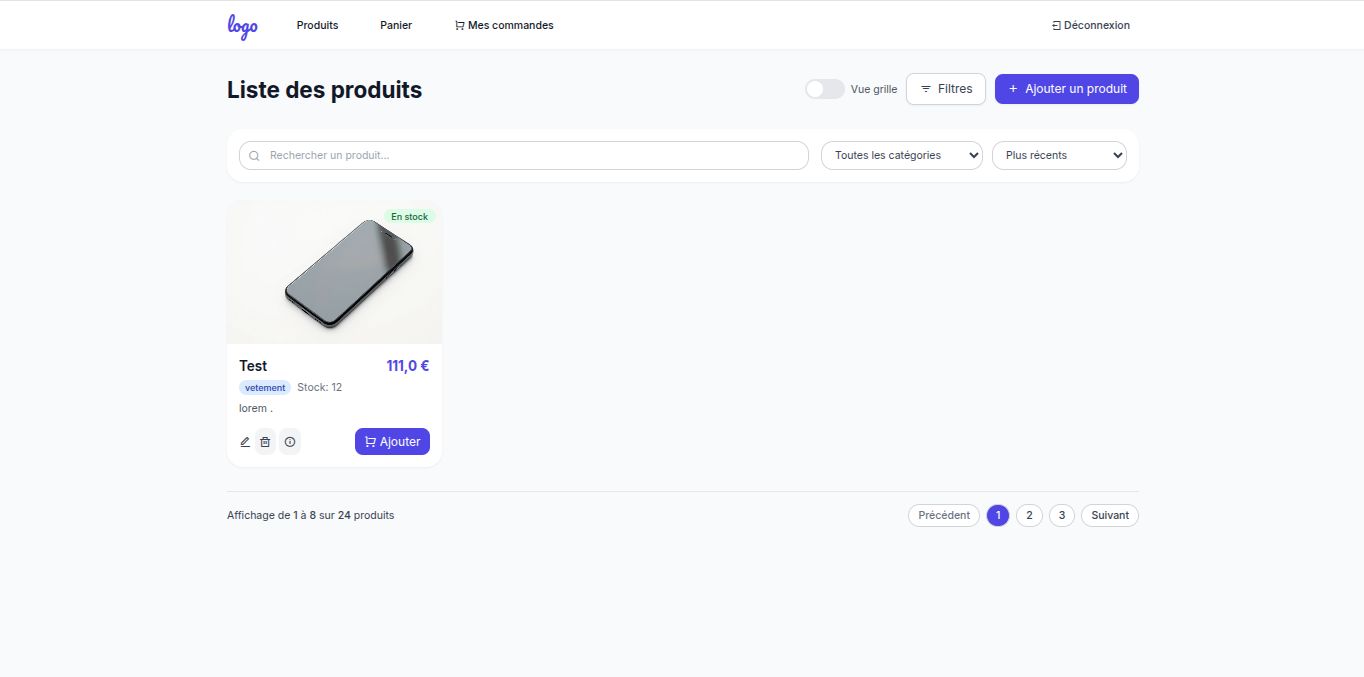 logo Produits Panier Mes commandes Déconnexion
Liste des produits Vue grille Filtres + Ajouter un produit
Rechercher un produit... Toutes les catégories Plus récents
En stock
Test 111,0 €
vetement Stock: 12
lorem .
Ajouter
Affichage de 1 à 8 sur 24 produits Précédent 1 2 3 Suivant